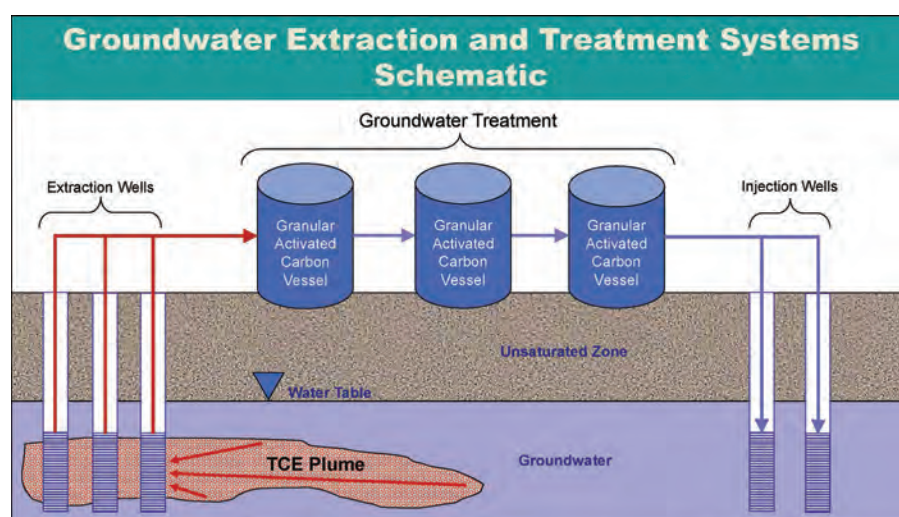 Groundwater Extraction and Treatment Systems
Schematic
Groundwater Treatment
Extraction Wells
Injection Wells
Granular
Activated
Carbon
Vessel
Granular
Activated
Carbon
Vessel
Granular
Activated
Carbon
Vessel
Unsaturated Zone
Water Table
TCE Plume
Groundwater